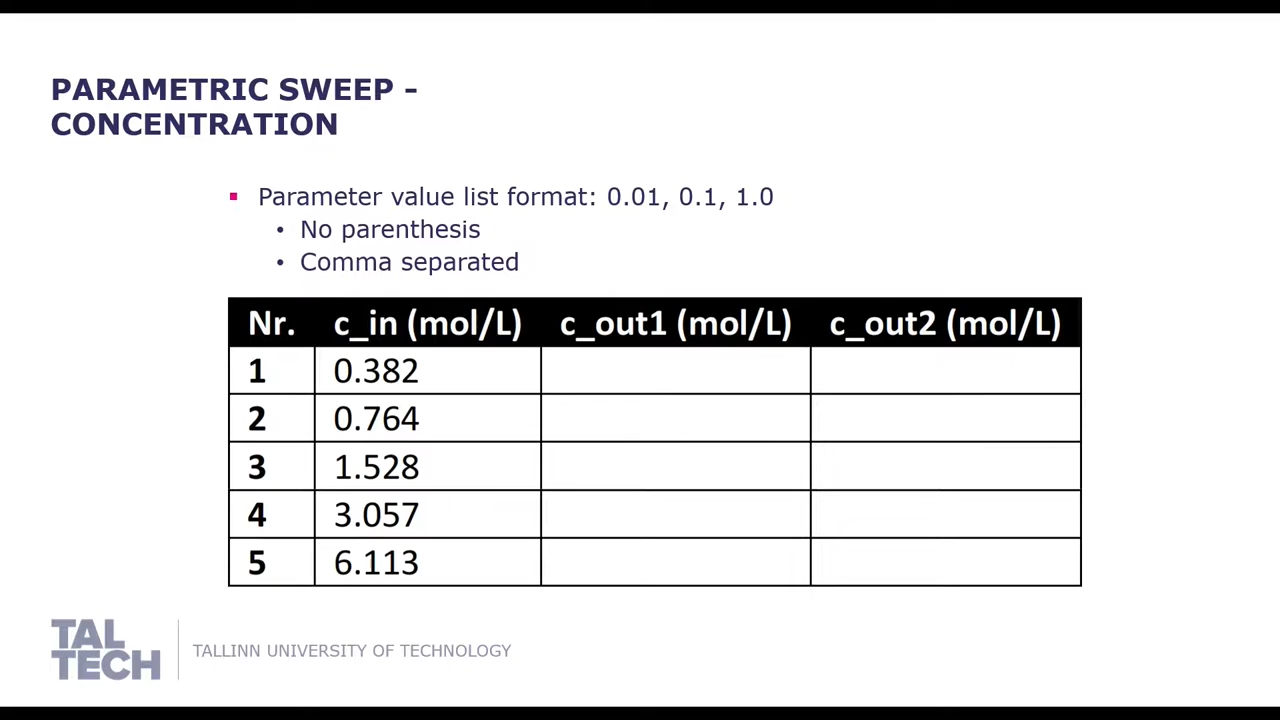 PARAMETRIC SWEEP -
CONCENTRATION
▪ Parameter value list format: 0.01, 0.1, 1.0
• No parenthesis
• Comma separated
Nr. c_in (mol/L) c_out1 (mol/L) c_out2 (mol/L)
1 0.382
2 0.764
3 1.528
4 3.057
5 6.113
TAL
TECH
TALLINN UNIVERSITY OF TECHNOLOGY